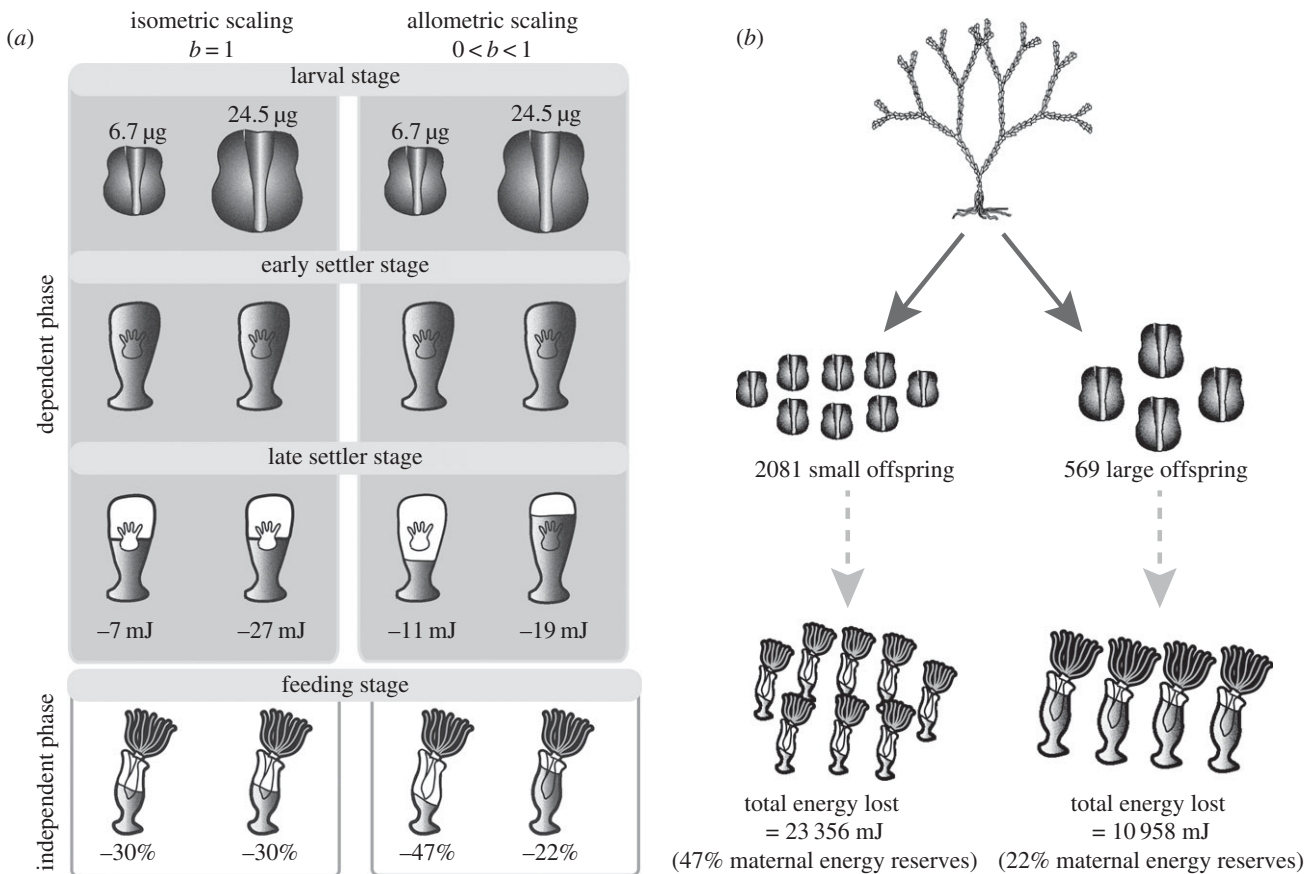 (a)
isometric scaling
b = 1
allometric scaling
0 < b < 1
larval stage
6.7 µg
24.5 µg
6.7 µg
24.5 µg
early settler stage
dependent phase
late settler stage
–7 mJ
–27 mJ
–11 mJ
–19 mJ
feeding stage
independent phase
–30%
–30%
–47%
–22%
(b)
2081 small offspring
569 large offspring
total energy lost
= 23 356 mJ
(47% maternal energy reserves)
total energy lost
= 10 958 mJ
(22% maternal energy reserves)